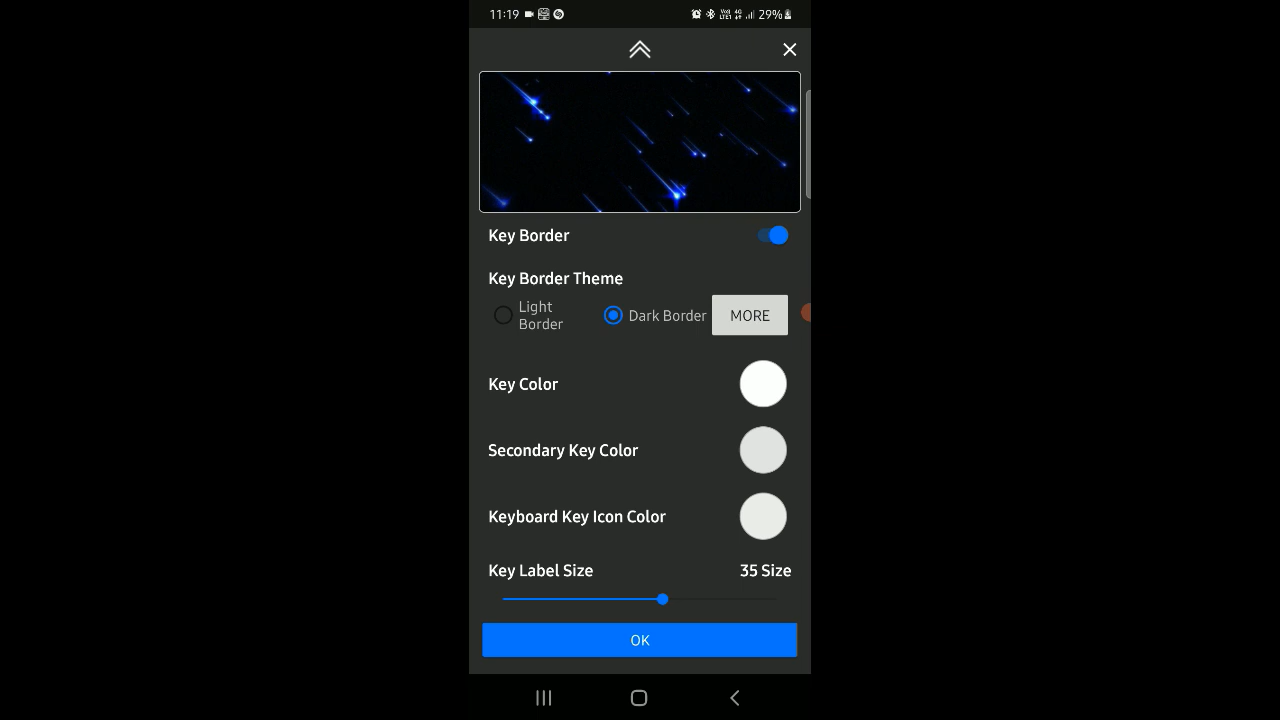 11:19 29%
Key Border
Key Border Theme
Light
Border
Dark Border
MORE
Key Color
Secondary Key Color
Keyboard Key Icon Color
Key Label Size 35 Size
OK